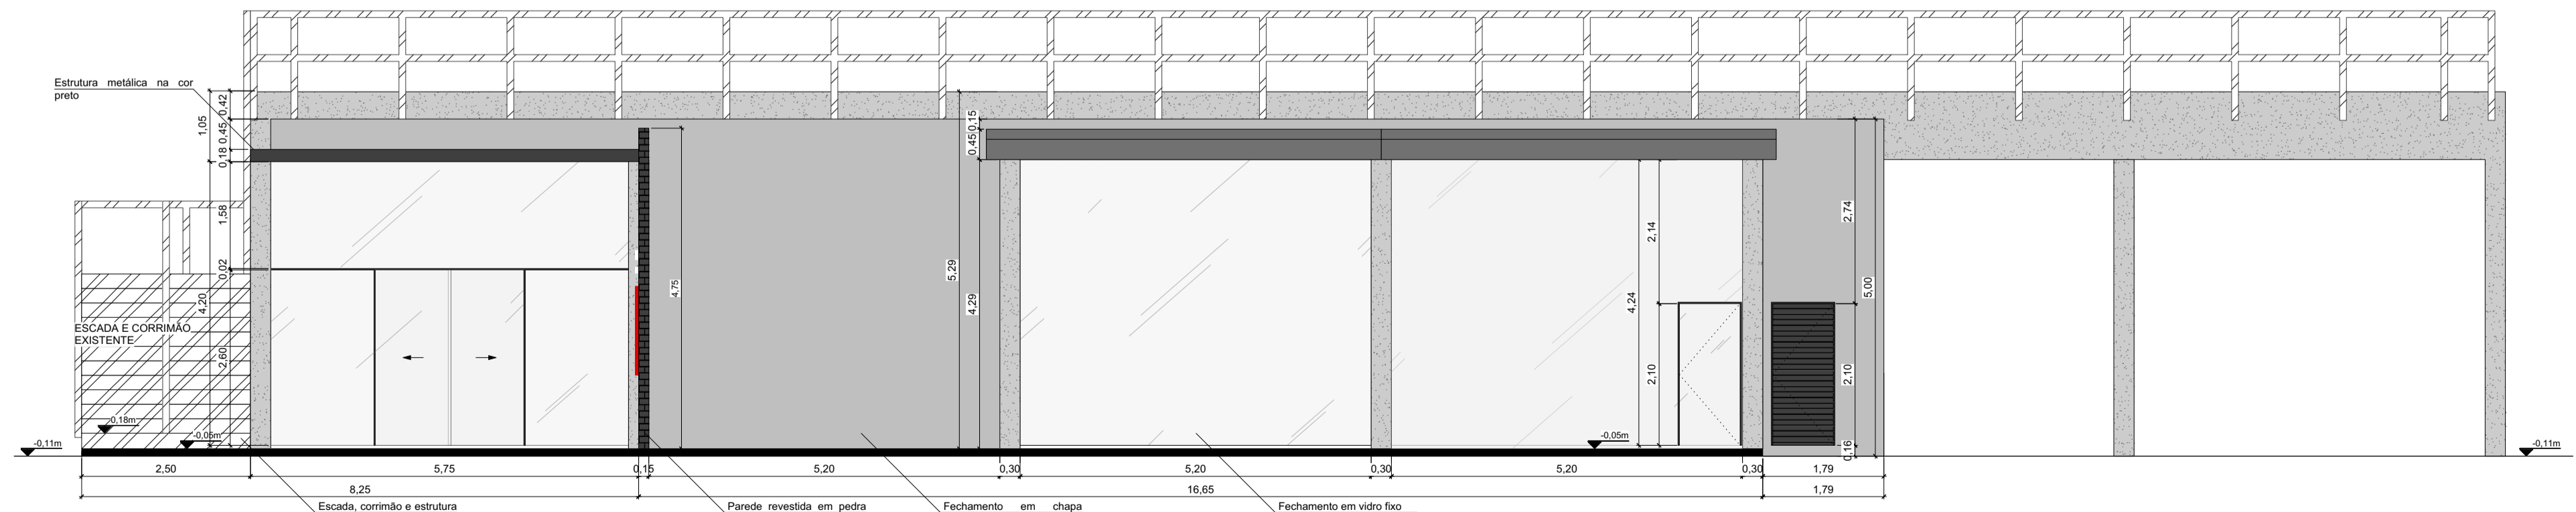 Estrutura metálica na cor
preto
0,42
1,05
0,45
0,18
1,58
0,02
4,20
2,60
ESCADA E CORRIMÃO
EXISTENTE
-0,11m
-0,18m
-0,05m
4,75
5,29
0,15
0,45
4,29
4,24
2,14
2,10
-0,05m
2,74
5,00
2,10
0,16
-0,11m
2,50
5,75
0,15
5,20
0,30
5,20
0,30
5,20
0,30
1,79
8,25
16,65
1,79
Escada, corrimão e estrutura
Parede revestida em pedra
Fechamento em chapa
Fechamento em vidro fixo